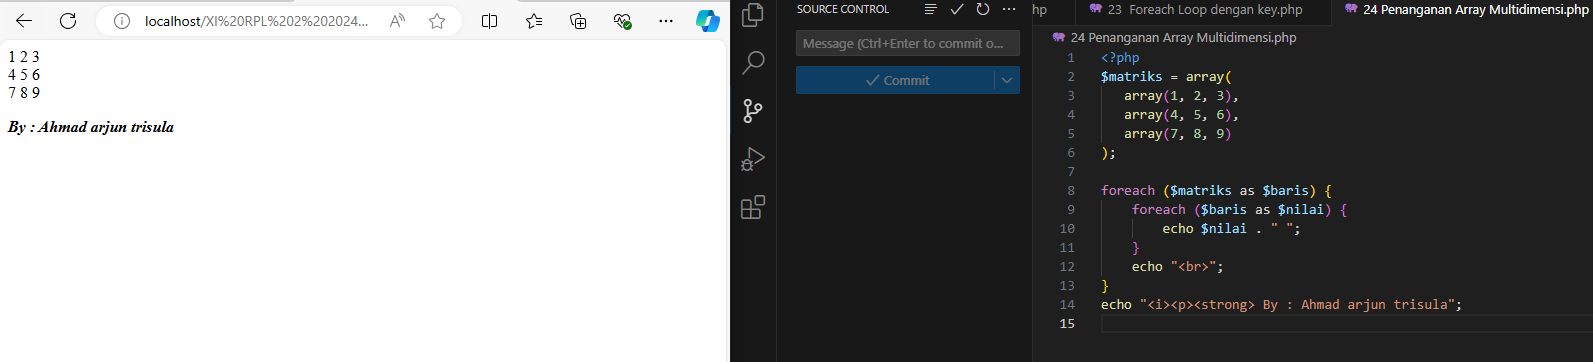 localhost/XI%20RPL%202%202024...
1 2 3
4 5 6
7 8 9
By : Ahmad arjun trisula
SOURCE CONTROL
Message (Ctrl+Enter to commit o...
Commit
hp
23 Foreach Loop dengan key.php
24 Penanganan Array Multidimensi.php
24 Penanganan Array Multidimensi.php
1 <?php
2 $matriks = array(
3 array(1, 2, 3),
4 array(4, 5, 6),
5 array(7, 8, 9)
6 );
7
8 foreach ($matriks as $baris) {
9 foreach ($baris as $nilai) {
10 echo $nilai . " ";
11 }
12 echo "<br>";
13 }
14 echo "<i><p><strong> By : Ahmad arjun trisula";
15